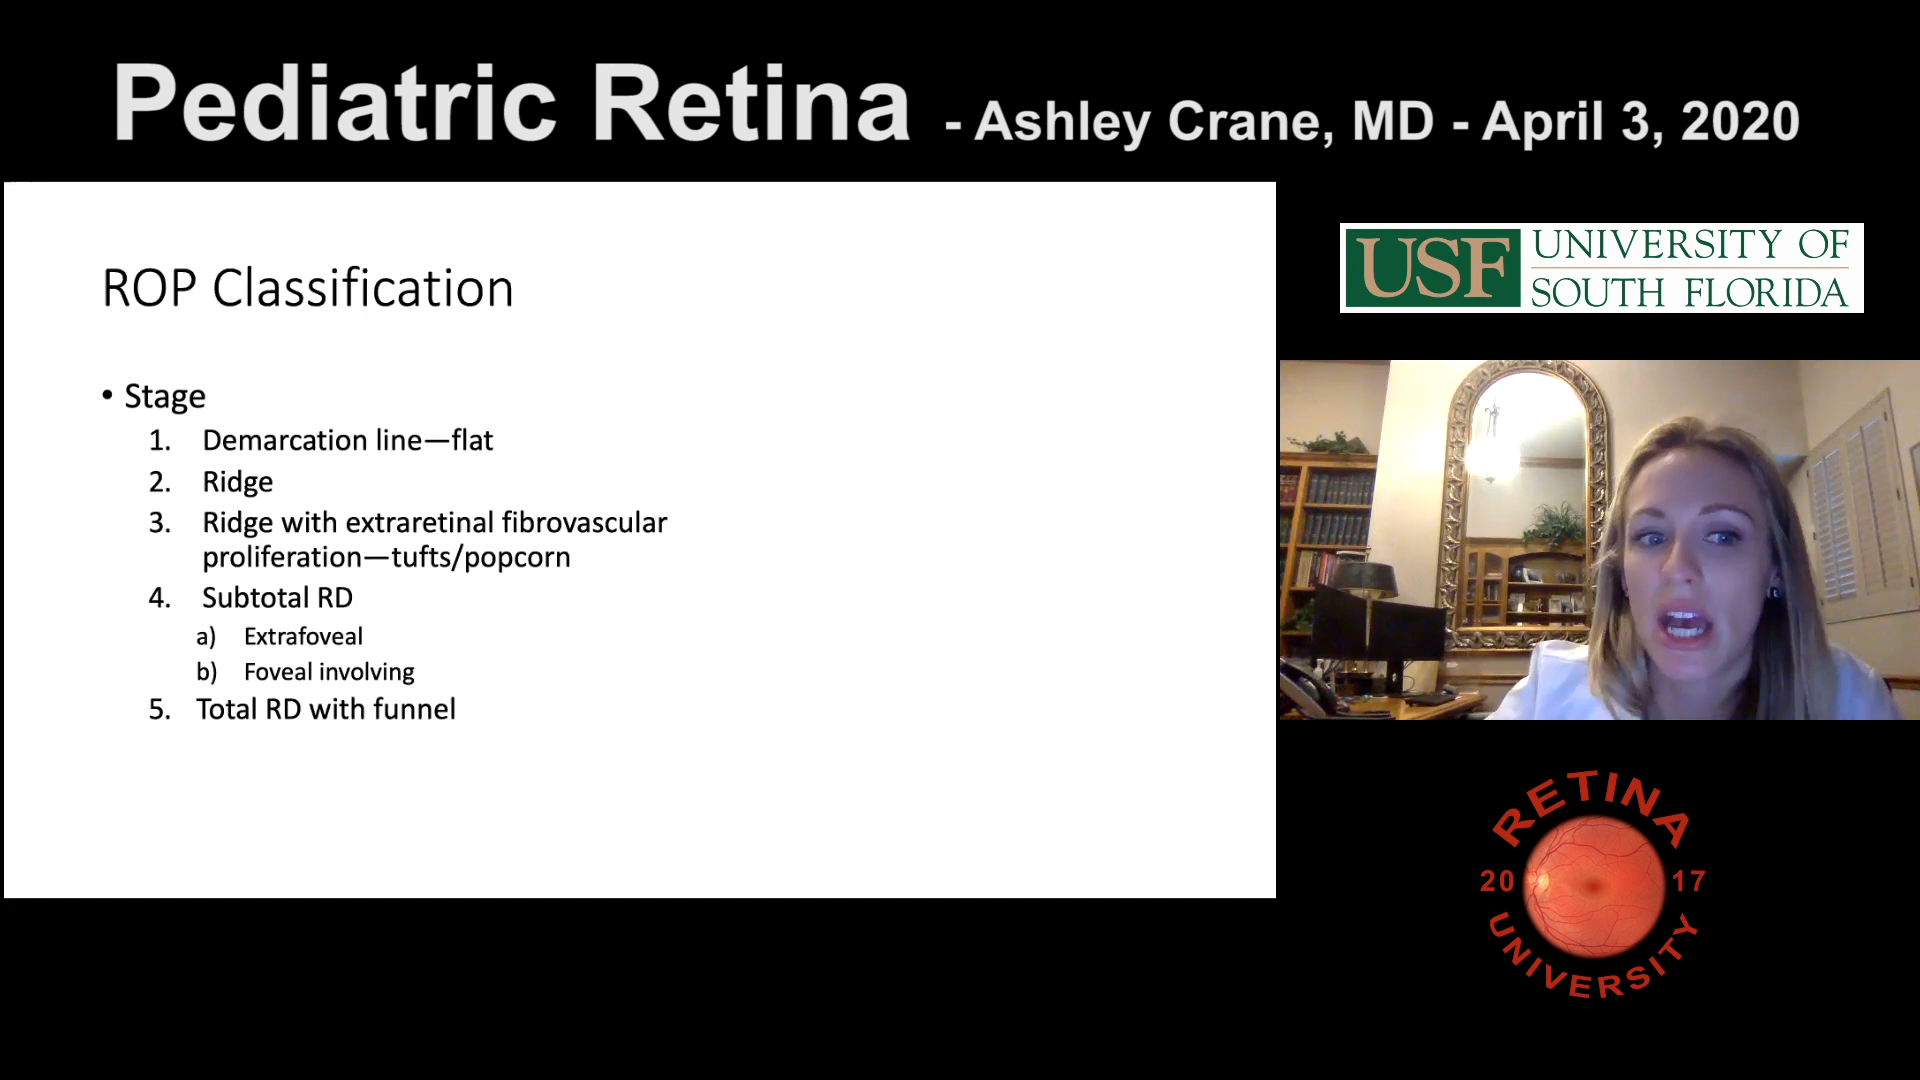 Pediatric Retina - Ashley Crane, MD - April 3, 2020
ROP Classification
• Stage
1. Demarcation line—flat
2. Ridge
3. Ridge with extraretinal fibrovascular
proliferation—tufts/popcorn
4. Subtotal RD
a) Extrafoveal
b) Foveal involving
5. Total RD with funnel
USF UNIVERSITY OF
SOUTH FLORIDA
RETINA
20 17
UNIVERSITY